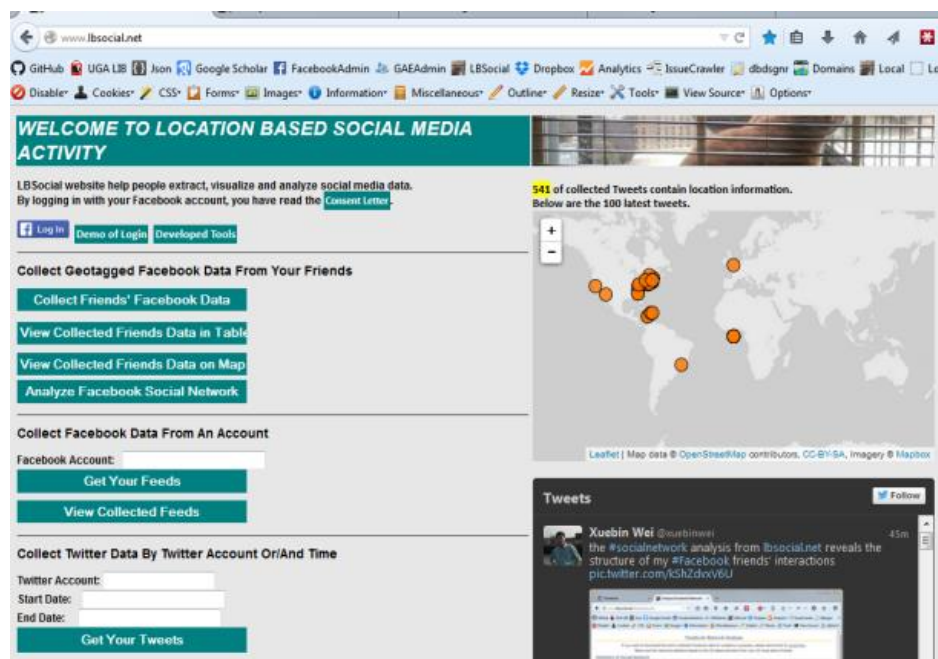 www.lbsocial.net
GitHub UGA LIB Json Google Scholar FacebookAdmin GAEAdmin LBSocial Dropbox Analytics IssueCrawler dbdsgnr Domains Local
Disable Cookies CSS Forms Images Information Miscellaneous Outline Resize Tools View Source Options
WELCOME TO LOCATION BASED SOCIAL MEDIA
ACTIVITY
LBSocial website help people extract, visualize and analyze social media data.
By logging in with your Facebook account, you have read the Consent Letter.
Log In Demo of Login Developed Tools
Collect Geotagged Facebook Data From Your Friends
Collect Friends' Facebook Data
View Collected Friends Data in Table
View Collected Friends Data on Map
Analyze Facebook Social Network
Collect Facebook Data From An Account
Facebook Account:
Get Your Feeds
View Collected Feeds
Collect Twitter Data By Twitter Account Or/And Time
Twitter Account:
Start Date:
End Date:
Get Your Tweets
541 of collected Tweets contain location information.
Below are the 100 latest tweets.
+
-
Leaflet | Map data © OpenStreetMap contributors, CC-BY-SA, Imagery © Mapbox
Tweets
Follow
Xuebin Wei @xuebinwei 45m
the #socialnetwork analysis from lbsocial.net reveals the
structure of my #Facebook friends' interactions
pic.twitter.com/kShZdvxV6U